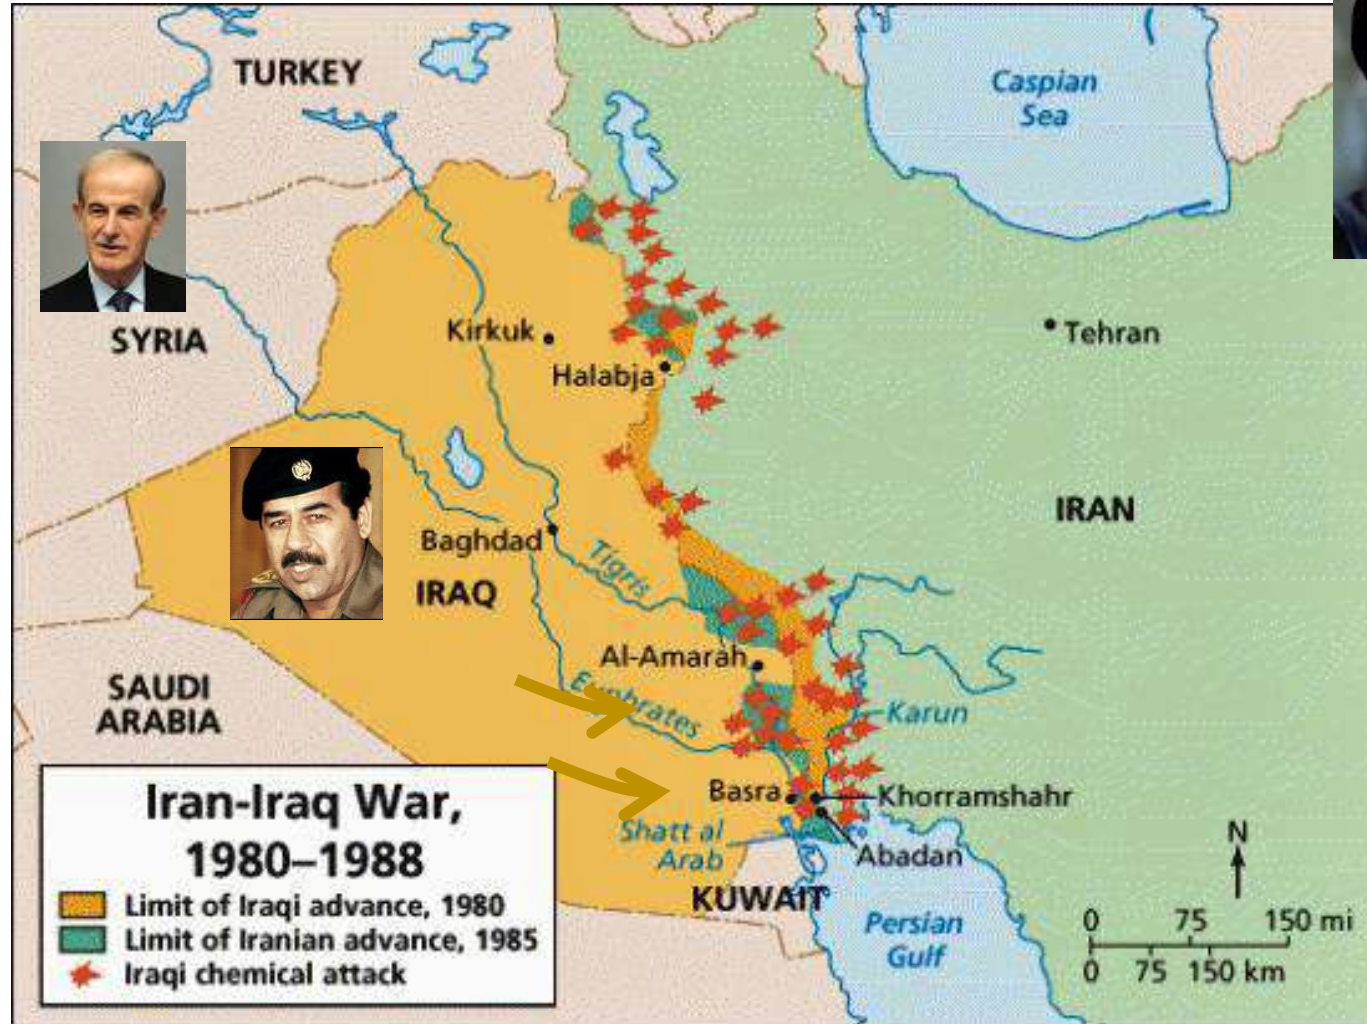 TURKEY
Caspian
Sea
SYRIA
Kirkuk
Tehran
Halabja
IRAN
Baghdad
Tigris
IRAQ
Al-Amarah
SAUDI
ARABIA
Euphrates
Karun
Basra
Khorramshahr
Shatt al
Arab
Abadan
KUWAIT
Persian
Gulf
N
0 75 150 mi
0 75 150 km
Iran-Iraq War,
1980–1988
Limit of Iraqi advance, 1980
Limit of Iranian advance, 1985
Iraqi chemical attack